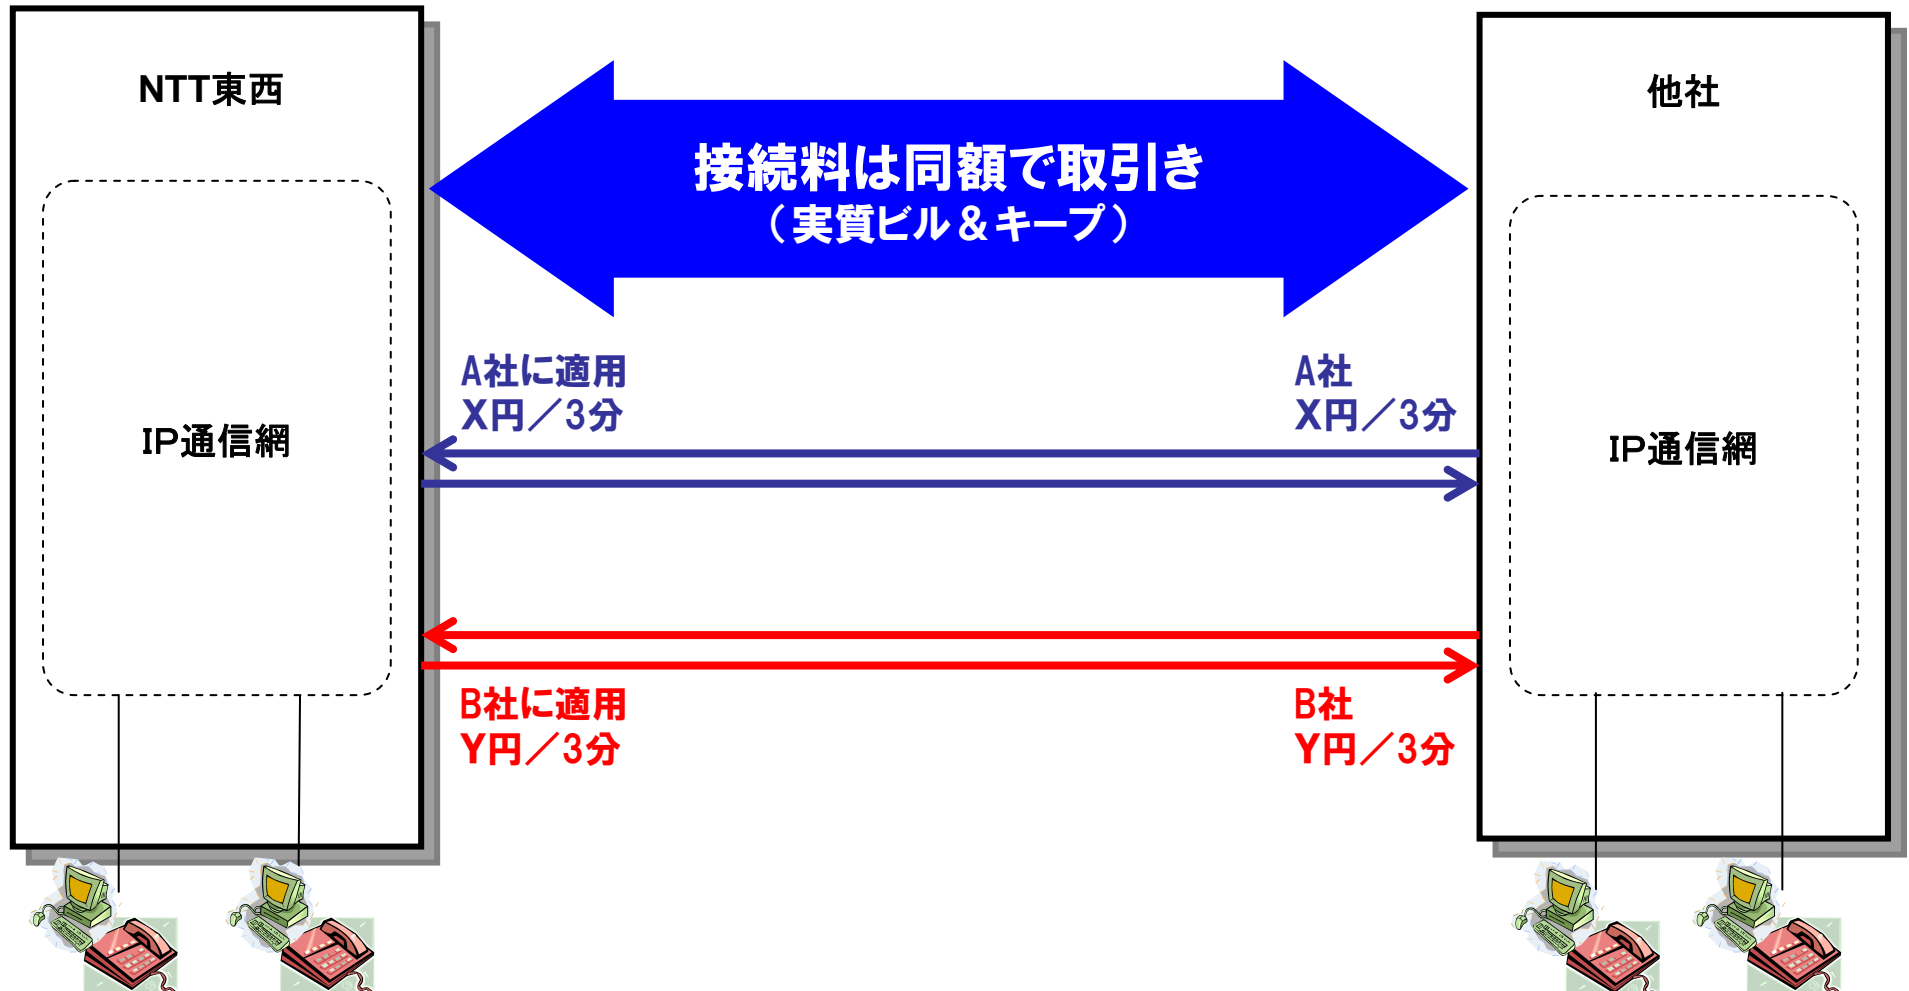 NTT東西
他社
接続料は同額で取引き
（実質ビル＆キープ）
A社に適用
X円／3分
A社
X円／3分
IP通信網
IP通信網
B社に適用
Y円／3分
B社
Y円／3分